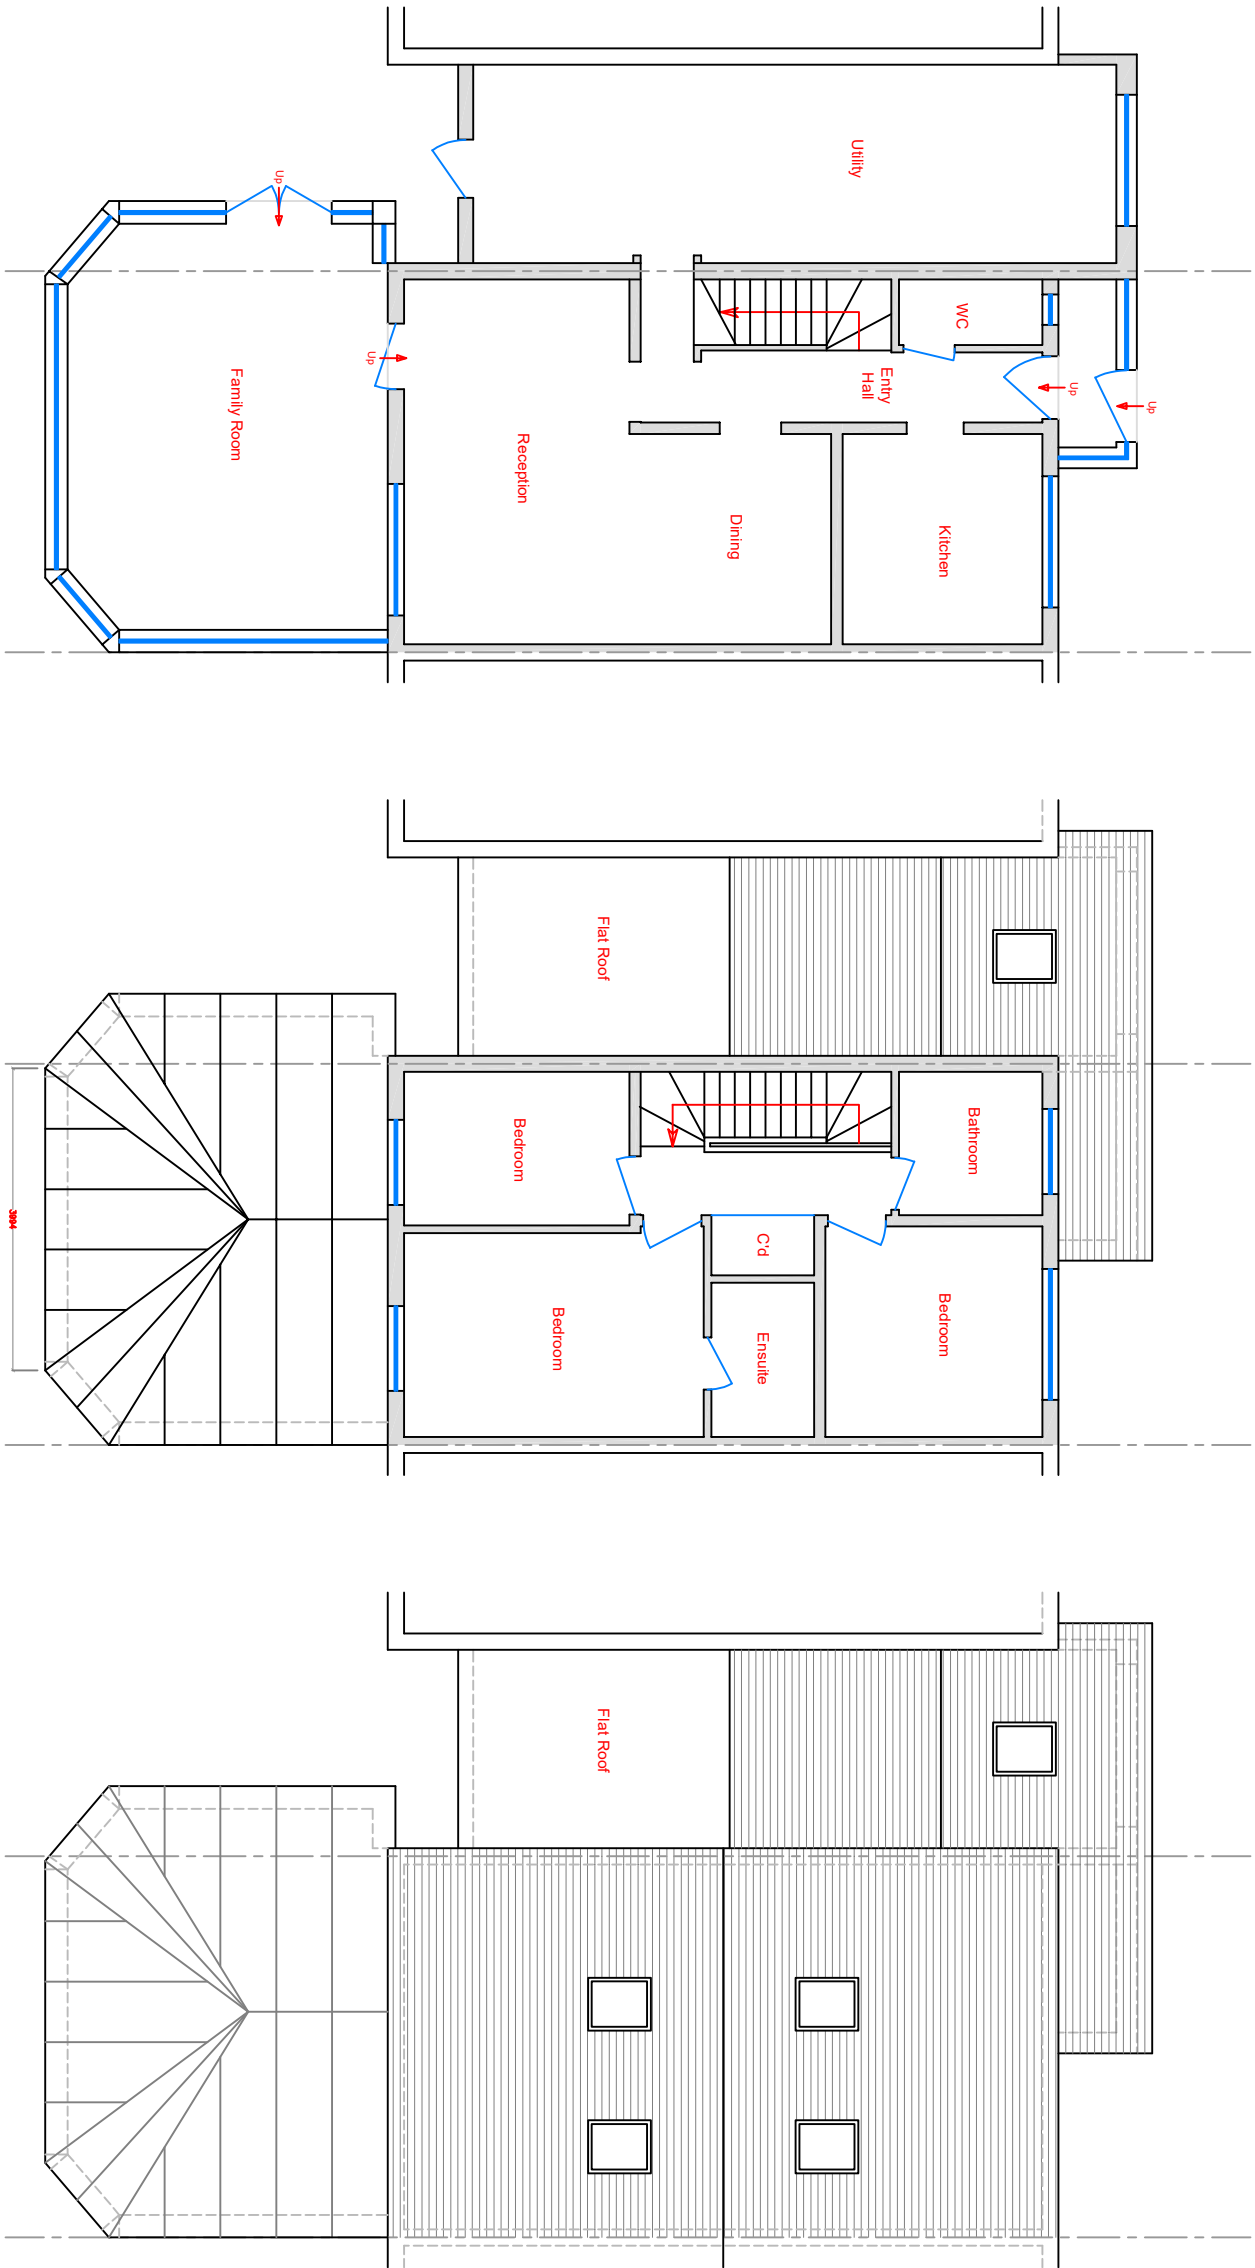 Utility
Up
WC
Up
Entry
Hall
Up
Up
Family Room
Reception
Dining
Kitchen
Flat Roof
Bedroom
Bathroom
C'd
3994
Bedroom
Ensuite
Bedroom
Flat Roof